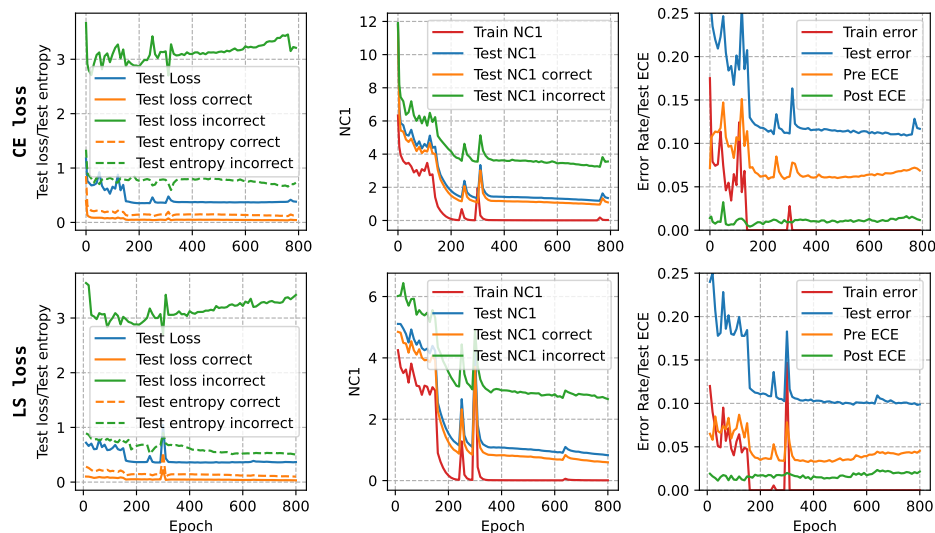 CE loss
Test loss/Test entropy
3
2
1
0
0
200
400
600
800
Test Loss
Test loss correct
Test loss incorrect
Test entropy correct
Test entropy incorrect
NC1
12
10
8
6
4
2
0
0
200
400
600
800
Train NC1
Test NC1
Test NC1 correct
Test NC1 incorrect
Error Rate/Test ECE
0.25
0.20
0.15
0.10
0.05
0.00
0
200
400
600
800
Train error
Test error
Pre ECE
Post ECE
LS loss
Test loss/Test entropy
3
2
1
0
0
200
400
600
800
Epoch
Test Loss
Test loss correct
Test loss incorrect
Test entropy correct
Test entropy incorrect
NC1
6
4
2
0
0
200
400
600
800
Epoch
Train NC1
Test NC1
Test NC1 correct
Test NC1 incorrect
Error Rate/Test ECE
0.25
0.20
0.15
0.10
0.05
0.00
0
200
400
600
800
Epoch
Train error
Test error
Pre ECE
Post ECE